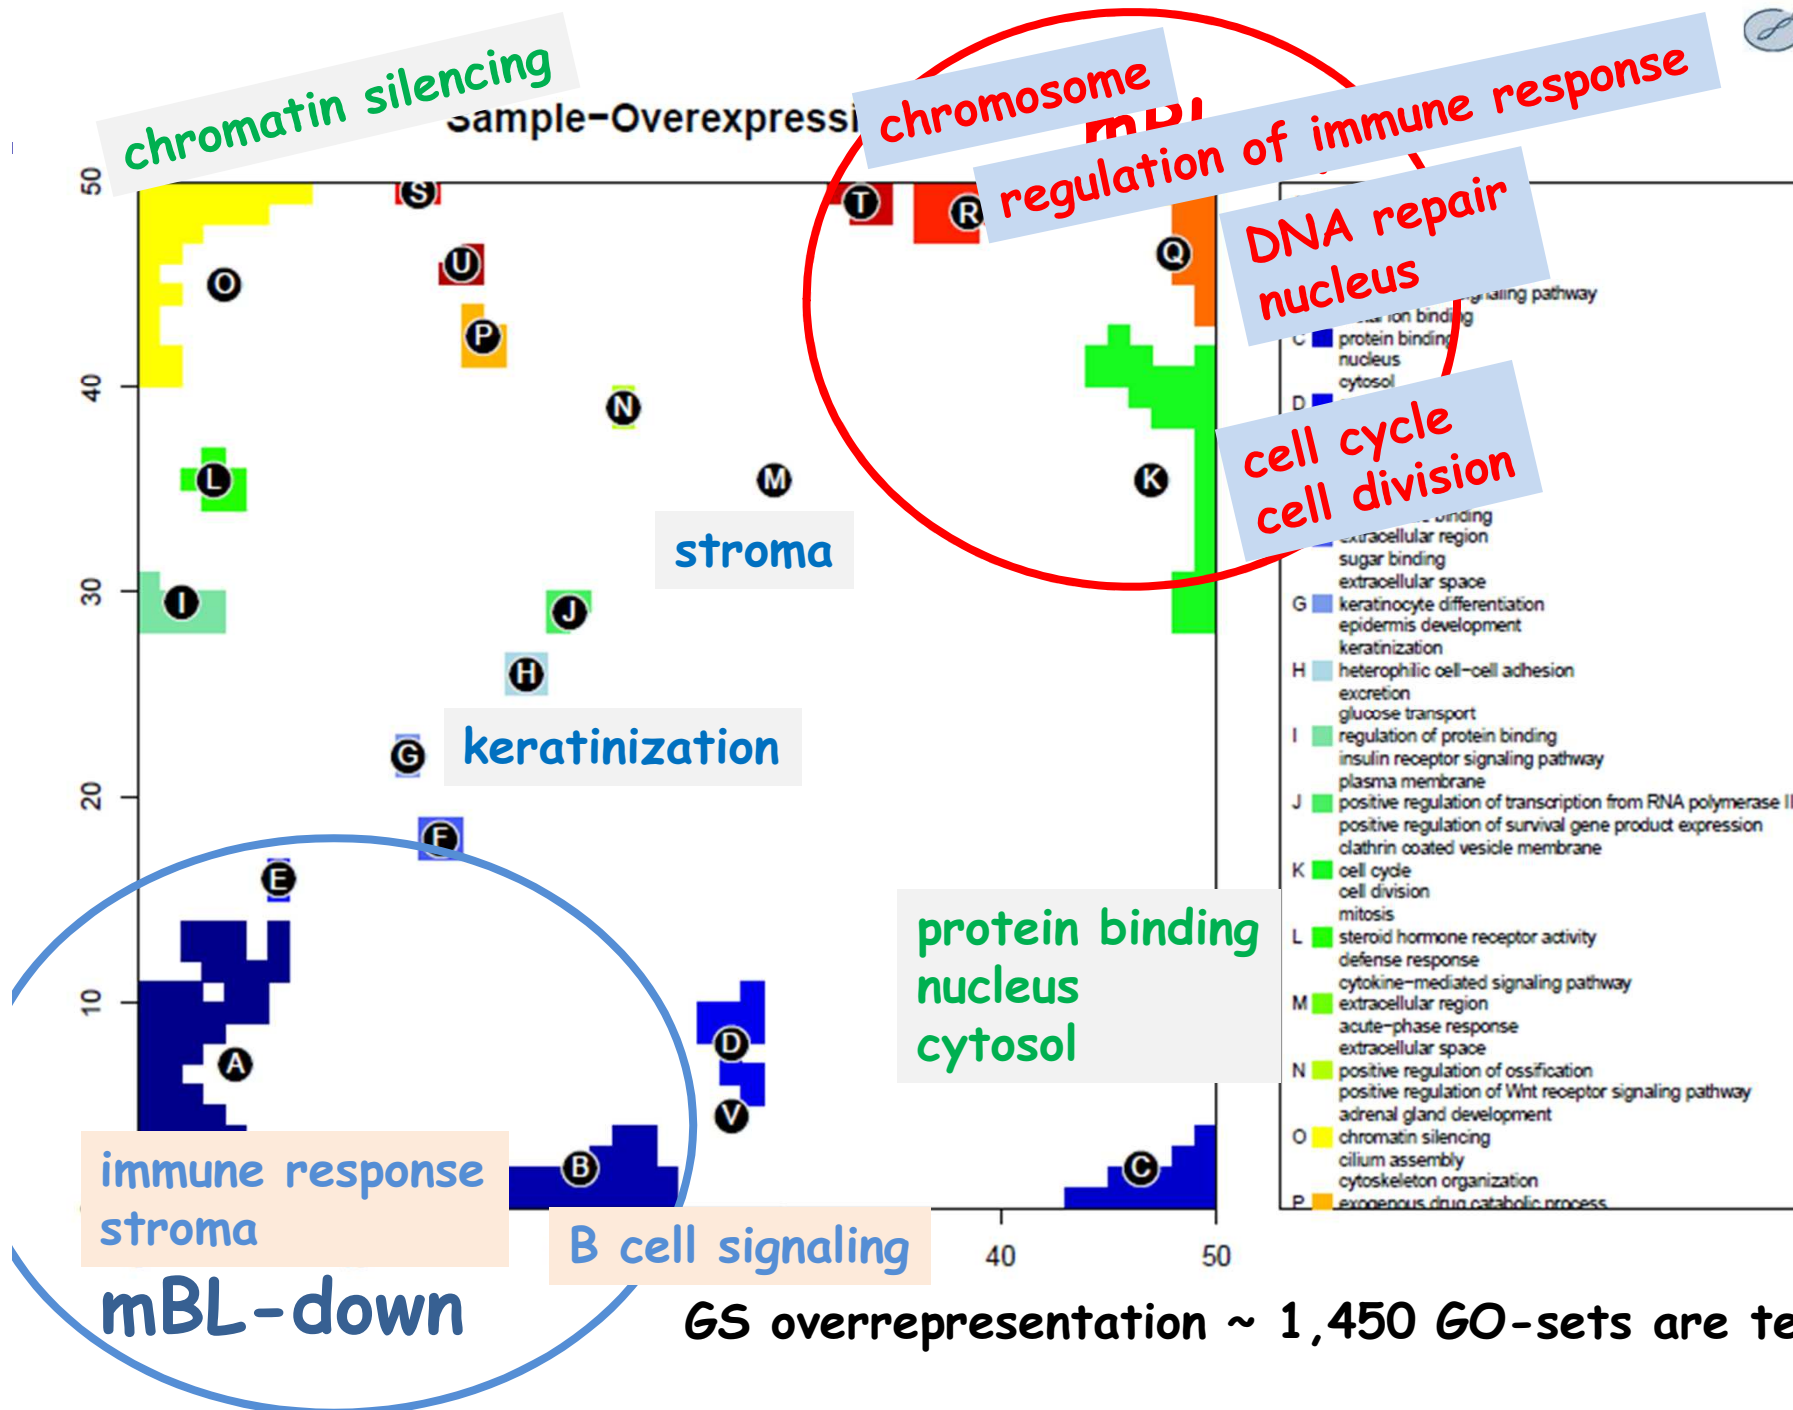 chromatin silencing
Sample-Overexpressi
chromosome
regulation of immune response
DNA repair
nucleus
cell cycle
cell division
50
40
30
20
10
40
50
S
T
R
Q
O
U
P
N
L
M
K
I
J
H
G
F
E
D
A
V
B
C
stroma
keratinization
protein binding
nucleus
cytosol
immune response
stroma
B cell signaling
mBL-down
GS overrepresentation ~ 1,450 GO-sets are te
signaling pathway
ion binding
C protein binding
nucleus
cytosol
D
binding
extracellular region
sugar binding
extracellular space
G keratinocyte differentiation
epidermis development
keratinization
H heterophilic cell-cell adhesion
excretion
glucose transport
I regulation of protein binding
insulin receptor signaling pathway
plasma membrane
J positive regulation of transcription from RNA polymerase II
positive regulation of survival gene product expression
clathrin coated vesicle membrane
K cell cycle
cell division
mitosis
L steroid hormone receptor activity
defense response
cytokine-mediated signaling pathway
M extracellular region
acute-phase response
extracellular space
N positive regulation of ossification
positive regulation of Wnt receptor signaling pathway
adrenal gland development
O chromatin silencing
cilium assembly
cytoskeleton organization
P exogenous drug catabolic process